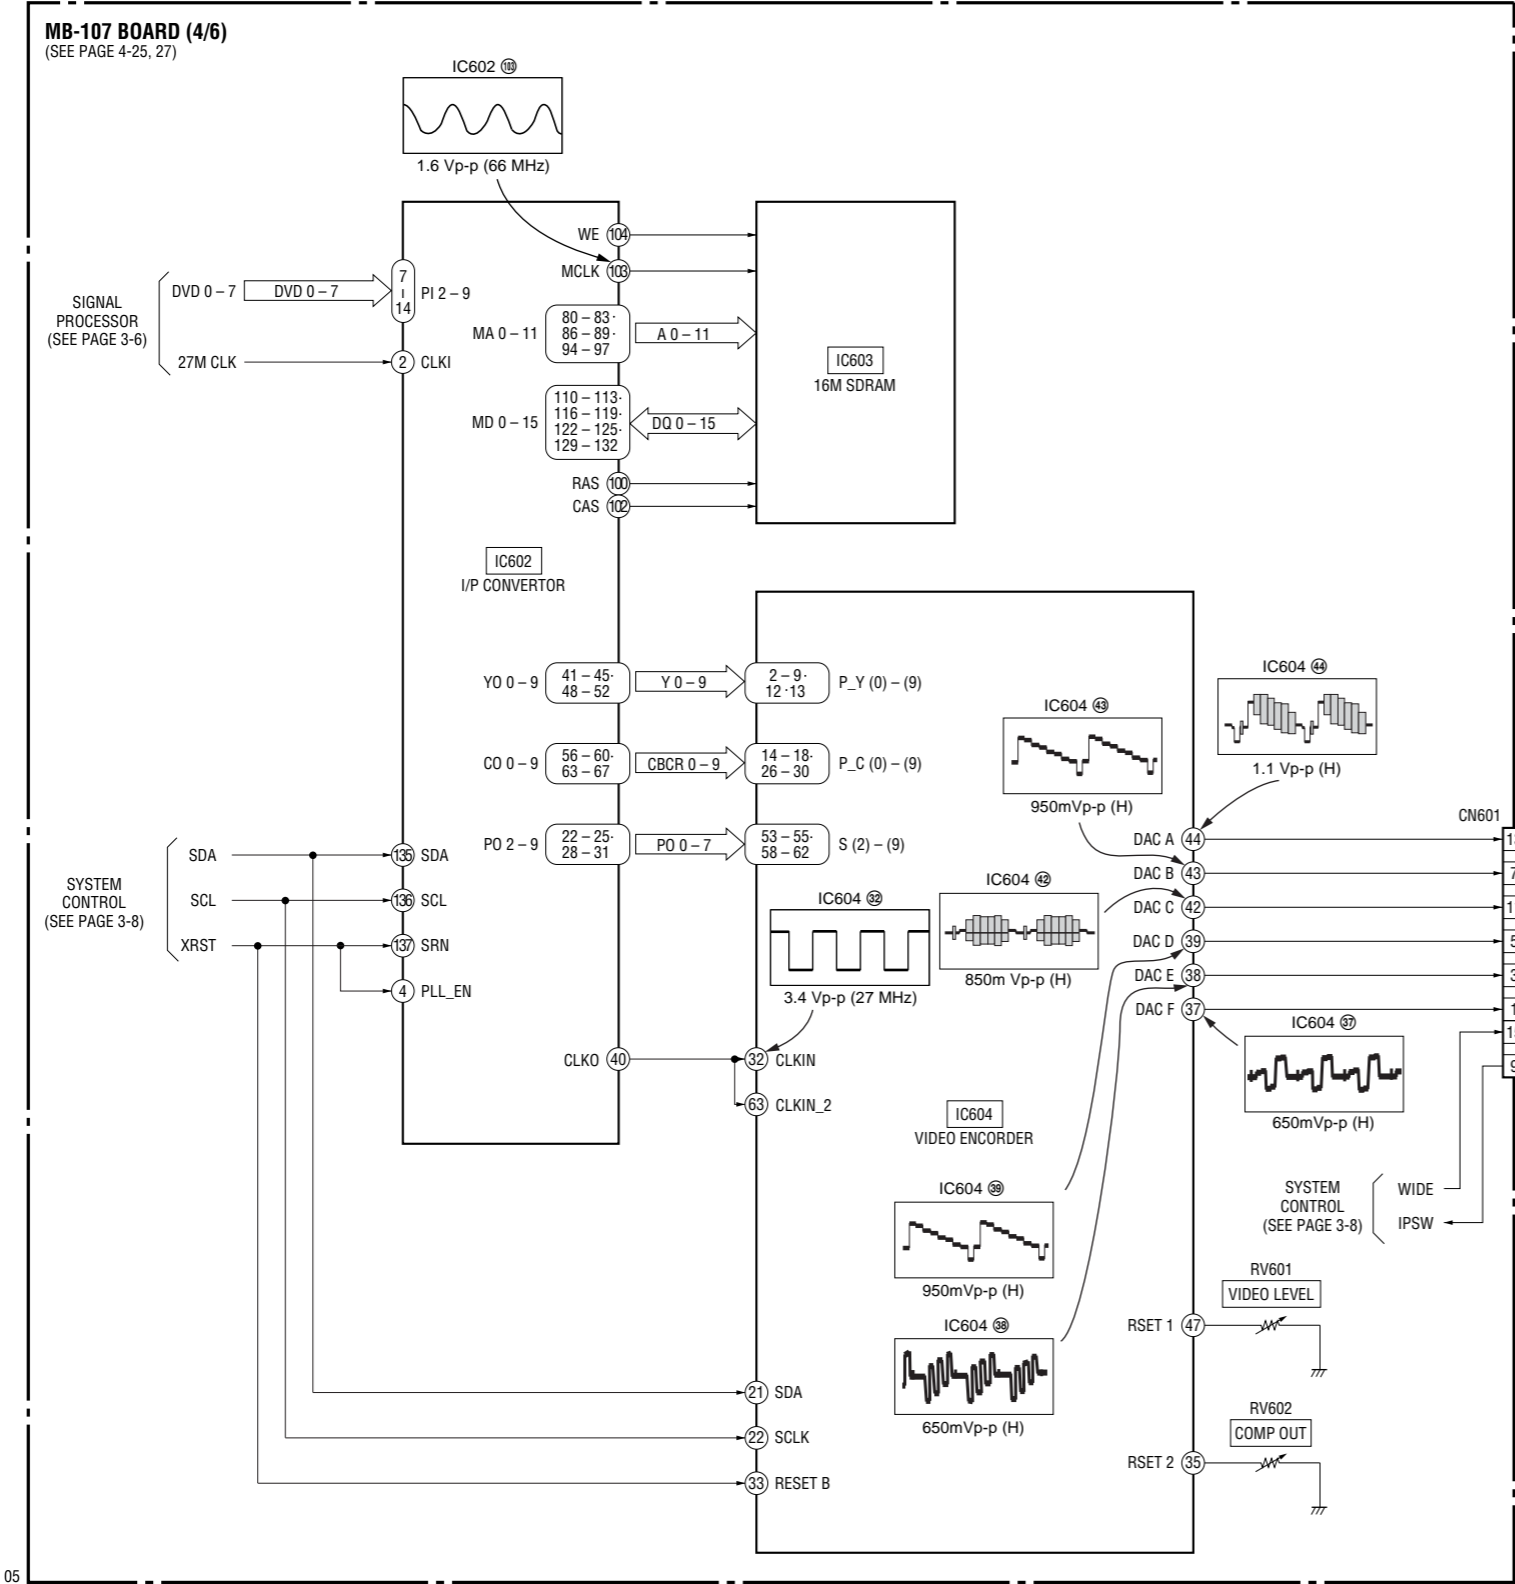 MB-107 BOARD (4/6)
(SEE PAGE 4-25, 27)
IC602 103
1.6 Vp-p (66 MHz)
WE 104
MCLK 103
SIGNAL
PROCESSOR
(SEE PAGE 3-6)
DVD 0 – 7
DVD 0 – 7
7
I
14
PI 2 – 9
27M CLK
2 CLKI
MA 0 – 11
80 – 83·
86 – 89·
94 – 97
A 0 – 11
MD 0 – 15
110 – 113·
116 – 119·
122 – 125·
129 – 132
DQ 0 – 15
RAS 100
CAS 102
IC603
16M SDRAM
IC602
I/P CONVERTOR
YO 0 – 9
41 – 45·
48 – 52
Y 0 – 9
2 – 9·
12 ·13
P_Y (0) – (9)
CO 0 – 9
56 – 60·
63 – 67
CBCR 0 – 9
14 – 18·
26 – 30
P_C (0) – (9)
PO 2 – 9
22 – 25·
28 – 31
PO 0 – 7
53 – 55·
58 – 62
S (2) – (9)
IC604 43
950mVp-p (H)
IC604 44
1.1 Vp-p (H)
SYSTEM
CONTROL
(SEE PAGE 3-8)
SDA
SCL
XRST
135 SDA
136 SCL
137 SRN
4 PLL_EN
CLKO 40
IC604 32
3.4 Vp-p (27 MHz)
IC604 42
850m Vp-p (H)
32 CLKIN
63 CLKIN_2
DAC A 44
DAC B 43
DAC C 42
DAC D 39
DAC E 38
DAC F 37
CN601
7
5
3
9
IC604 37
650mVp-p (H)
IC604
VIDEO ENCORDER
IC604 39
950mVp-p (H)
IC604 38
650mVp-p (H)
SYSTEM
CONTROL
(SEE PAGE 3-8)
WIDE
IPSW
RV601
VIDEO LEVEL
RSET 1 47
RV602
COMP OUT
RSET 2 35
21 SDA
22 SCLK
33 RESET B
05